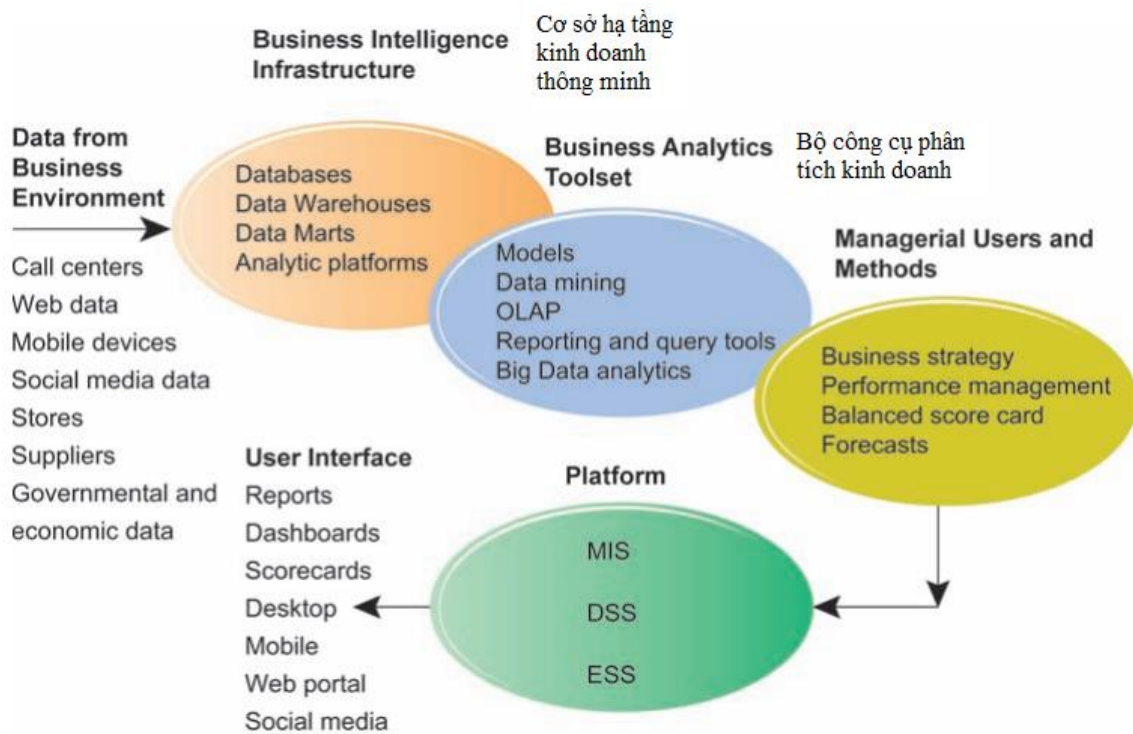 Business Intelligence
Infrastructure
Cơ sở hạ tầng
kinh doanh
thông minh
Data from
Business
Environment
Databases
Data Warehouses
Data Marts
Analytic platforms
Business Analytics
Toolset
Bộ công cụ phân
tích kinh doanh
Models
Data mining
OLAP
Reporting and query tools
Big Data analytics
Managerial Users and
Methods
Business strategy
Performance management
Balanced score card
Forecasts
Call centers
Web data
Mobile devices
Social media data
Stores
Suppliers
Governmental and
economic data
User Interface
Reports
Dashboards
Scorecards
Desktop
Mobile
Web portal
Social media
Platform
MIS
DSS
ESS